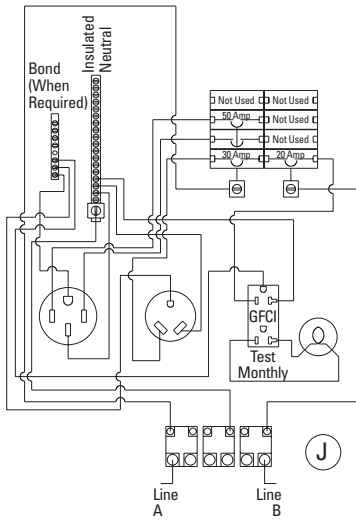 Insulated
Neutral
Bond
(When
Required)
Not Used
Not Used
50 Amp
Not Used
Not Used
30 Amp
20 Amp
GFCI
Test
Monthly
J
Line
A
Line
B